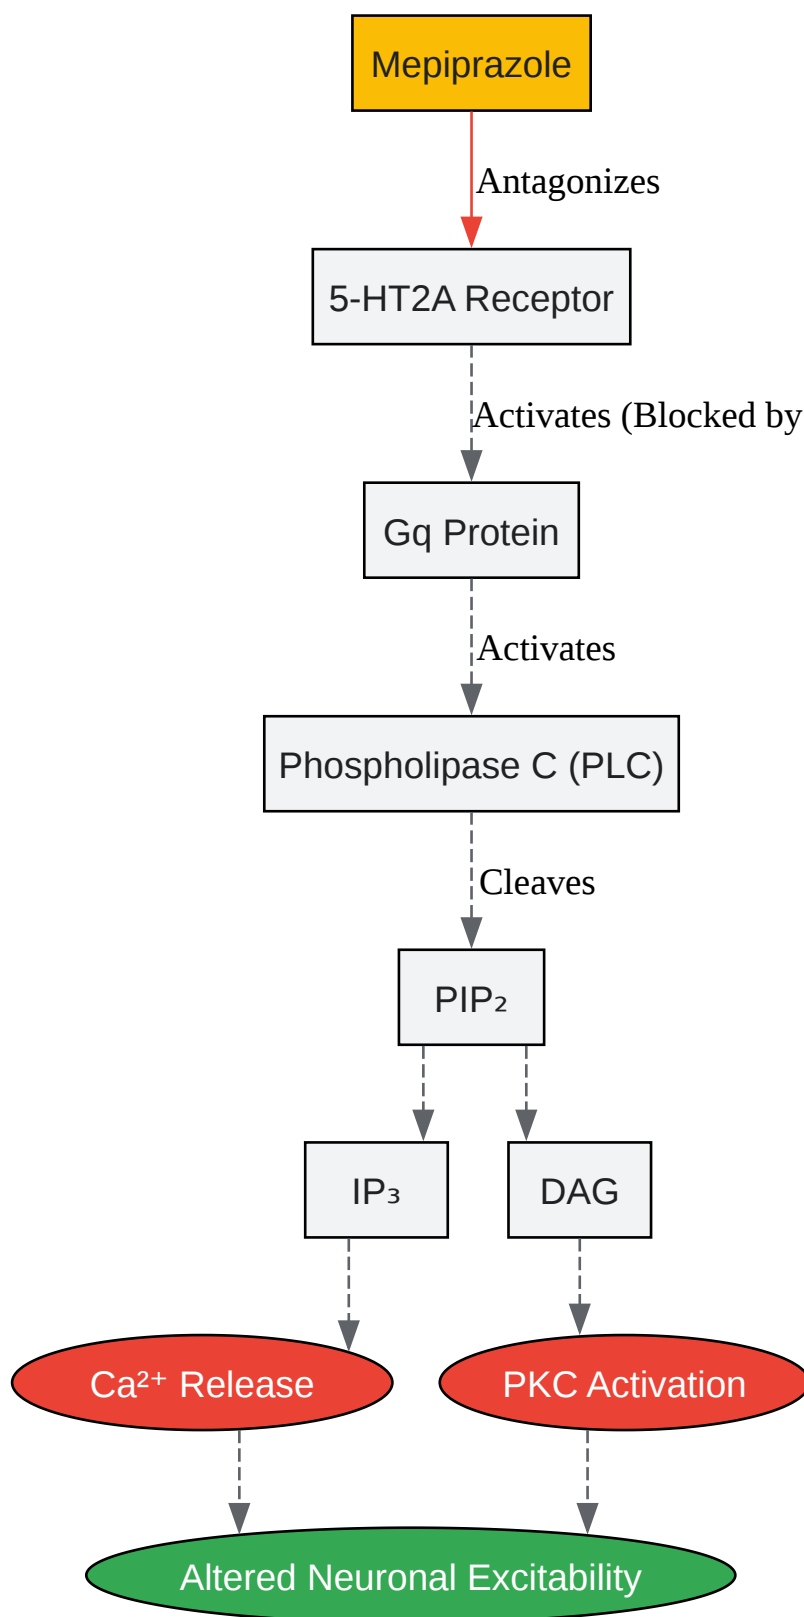 Mepiprazole
Antagonizes
5-HT2A Receptor
Activates (Blocked by
Gq Protein
Activates
Phospholipase C (PLC)
Cleaves
PIP₂
IP₃
DAG
Ca²⁺ Release
PKC Activation
Altered Neuronal Excitability